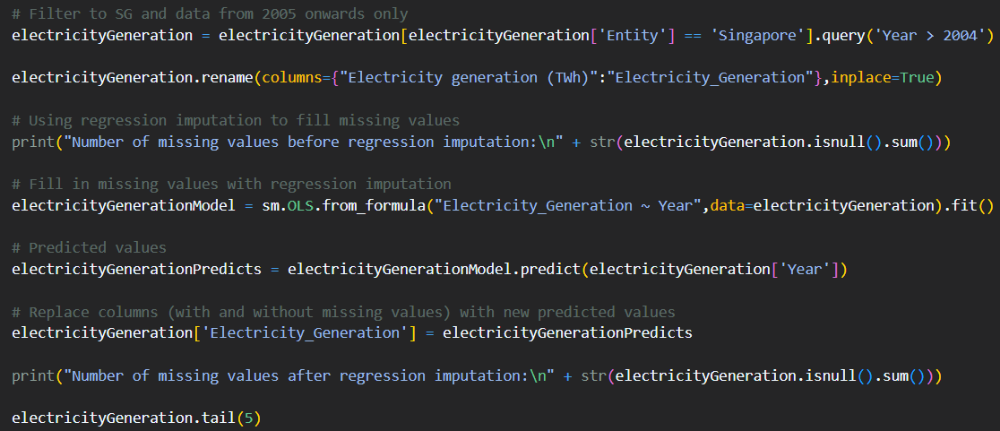 # Filter to SG and data from 2005 onwards only
electricityGeneration = electricityGeneration[electricityGeneration['Entity'] == 'Singapore'].query('Year > 2004')
electricityGeneration.rename(columns={"Electricity generation (TWh)":"Electricity_Generation"},inplace=True)
# Using regression imputation to fill missing values
print("Number of missing values before regression imputation:\n" + str(electricityGeneration.isnull().sum()))
# Fill in missing values with regression imputation
electricityGenerationModel = sm.OLS.from_formula("Electricity_Generation ~ Year",data=electricityGeneration).fit()
# Predicted values
electricityGenerationPredicts = electricityGenerationModel.predict(electricityGeneration['Year'])
# Replace columns (with and without missing values) with new predicted values
electricityGeneration['Electricity_Generation'] = electricityGenerationPredicts
print("Number of missing values after regression imputation:\n" + str(electricityGeneration.isnull().sum()))
electricityGeneration.tail(5)